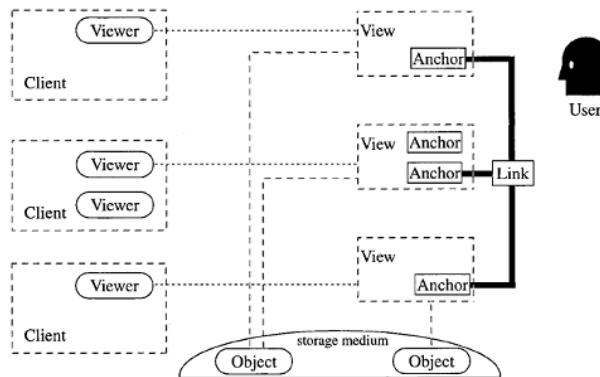 Viewer
View
Anchor
Client
User
Viewer
View
Anchor
Anchor
Link
Viewer
Client
View
Viewer
Anchor
Client
storage medium
Object
Object